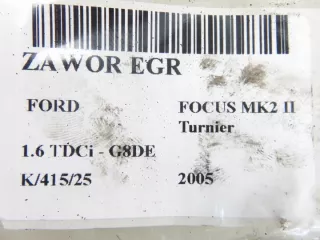 ZAWOR EGR
FORD FOCUS MK2 II
Turnier
1.6 TDCi - G8DE
K/415/25 2005